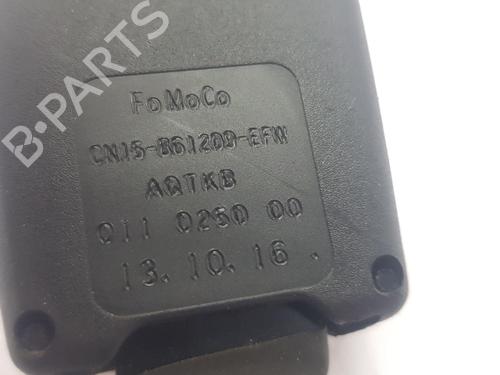 B-PARTS
FoMoCo
CN15-B61209-EFW
AQTKB
011 0250 00
13.10.16.